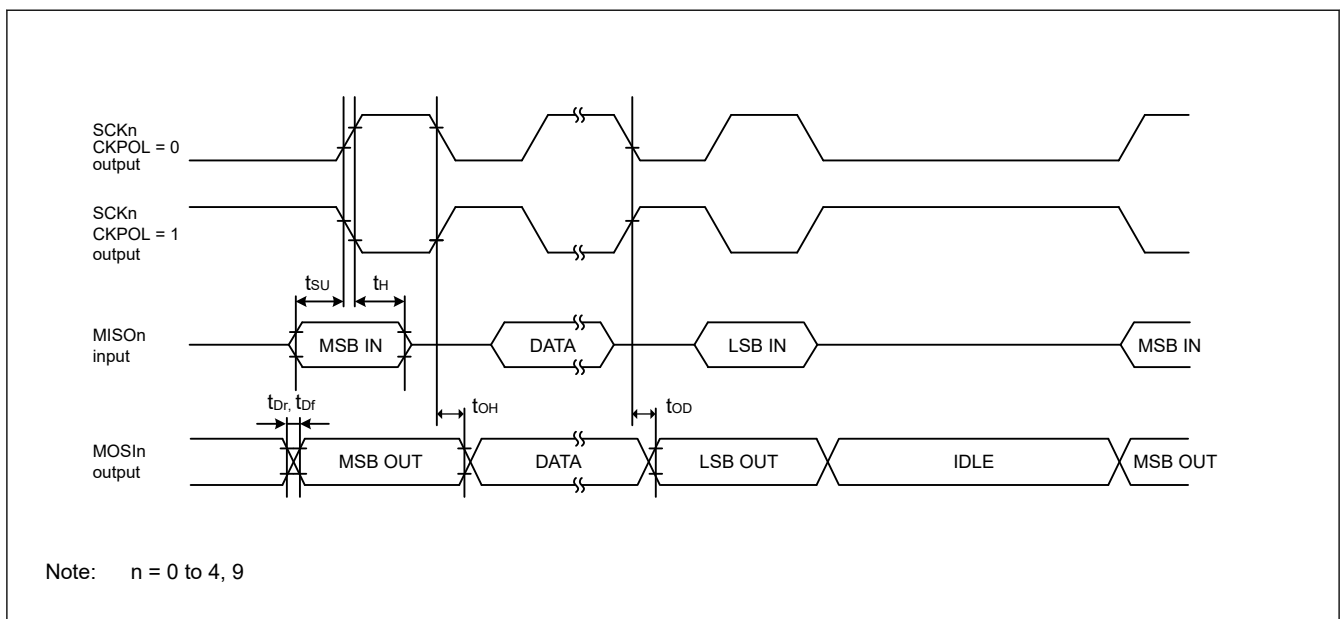 SCKn
CKPOL = 0
output
SCKn
CKPOL = 1
output
tSU
tH
MISOn
input
MSB IN
DATA
LSB IN
MSB IN
tDr, tDf
tOH
tOD
MOSIn
output
MSB OUT
DATA
LSB OUT
IDLE
MSB OUT
Note: n = 0 to 4, 9